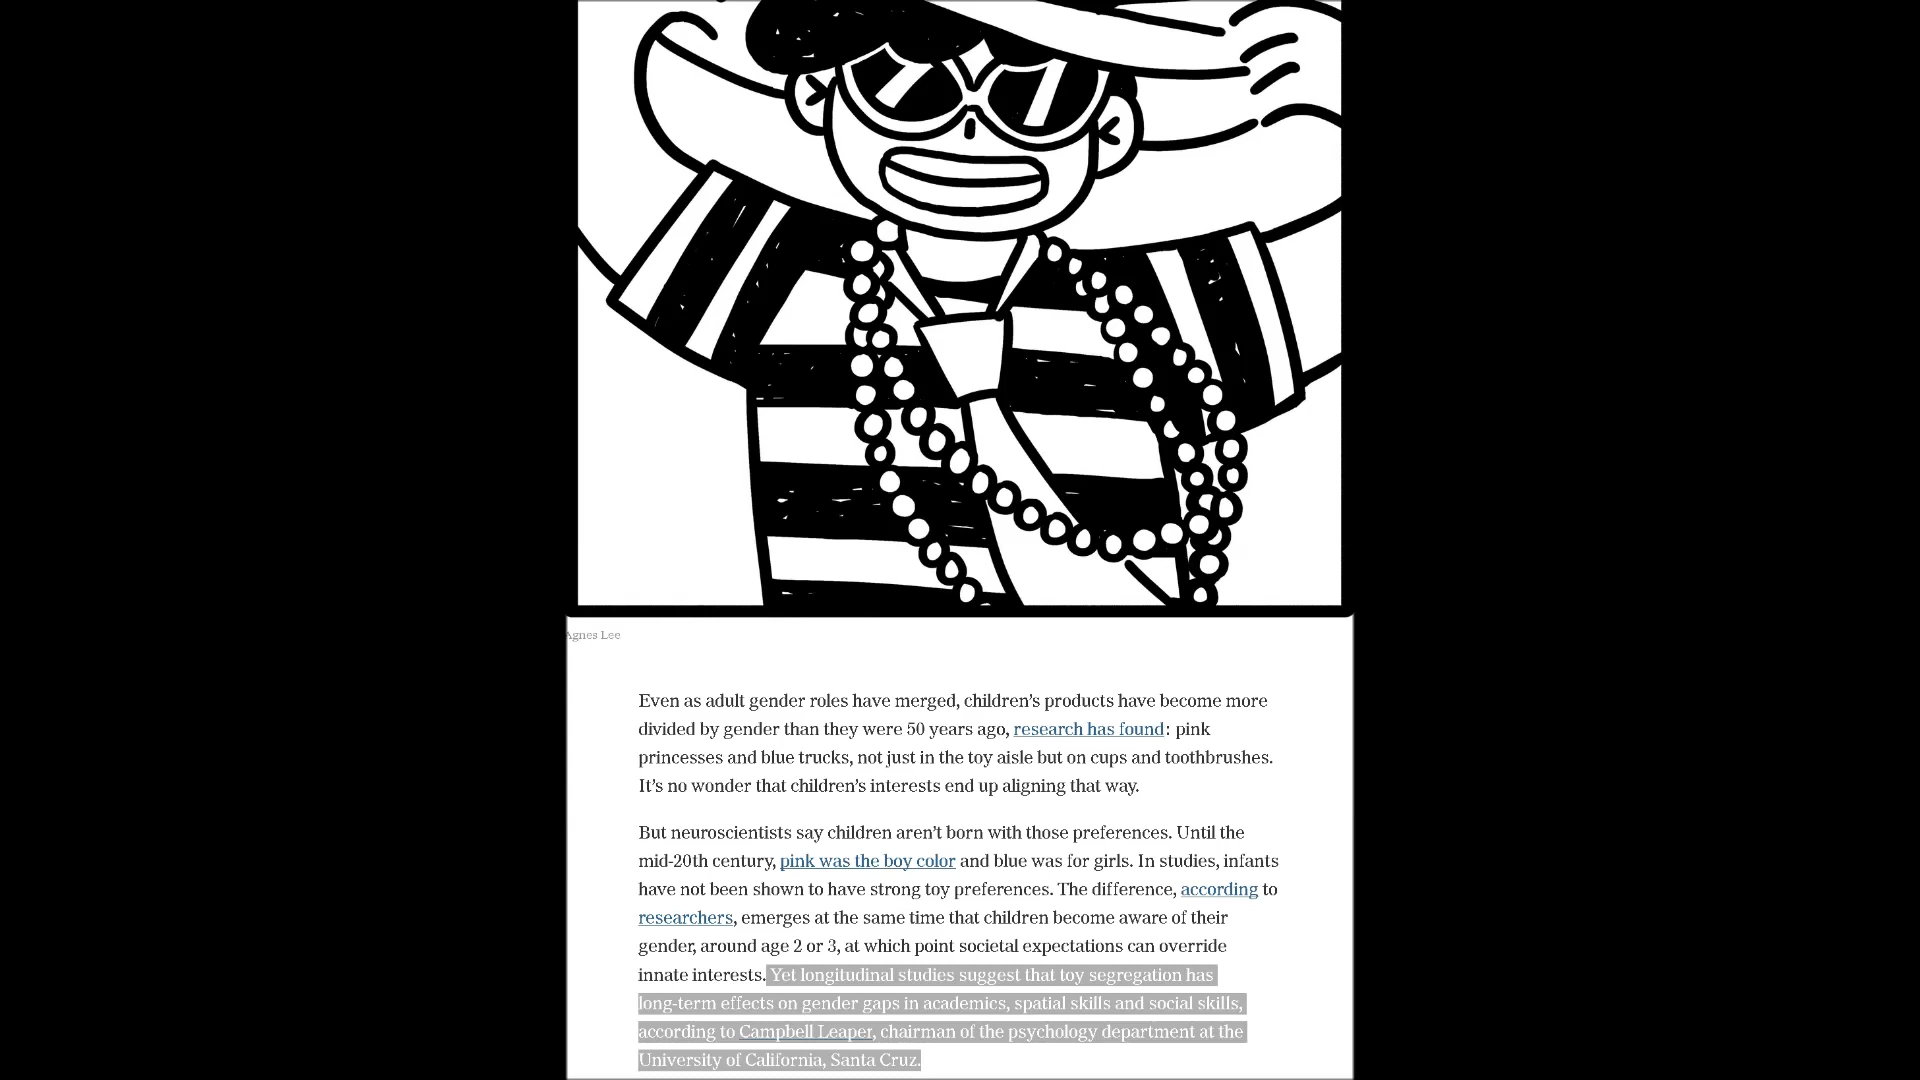 Agnes Lee
Even as adult gender roles have merged, children’s products have become more
divided by gender than they were 50 years ago, research has found: pink
princesses and blue trucks, not just in the toy aisle but on cups and toothbrushes.
It’s no wonder that children’s interests end up aligning that way.
But neuroscientists say children aren’t born with those preferences. Until the
mid-20th century, pink was the boy color and blue was for girls. In studies, infants
have not been shown to have strong toy preferences. The difference, according to
researchers, emerges at the same time that children become aware of their
gender, around age 2 or 3, at which point societal expectations can override
innate interests. Yet longitudinal studies suggest that toy segregation has
long-term effects on gender gaps in academics, spatial skills and social skills,
according to Campbell Leaper, chairman of the psychology department at the
University of California, Santa Cruz.